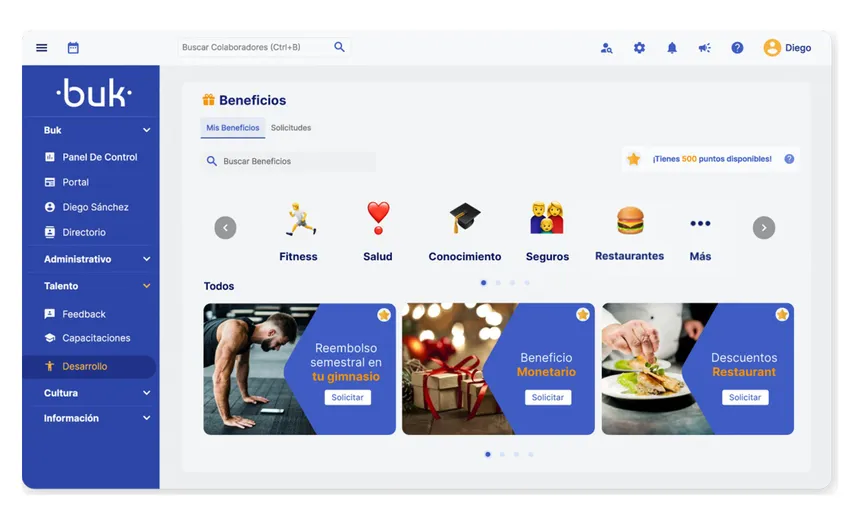 Buscar Colaboradores (Ctrl+B)
Diego
·buk·
Buk
Panel De Control
Portal
Diego Sánchez
Directorio
Administrativo
Talento
Feedback
Capacitaciones
Desarrollo
Cultura
Información
Beneficios
Mis Beneficios
Solicitudes
Buscar Beneficios
¡Tienes 500 puntos disponibles!
?
Fitness
Salud
Conocimiento
Seguros
Restaurantes
Más
Todos
Reembolso
semestral en
tu gimnasio
Solicitar
Beneficio
Monetario
Solicitar
Descuentos
Restaurant
Solicitar